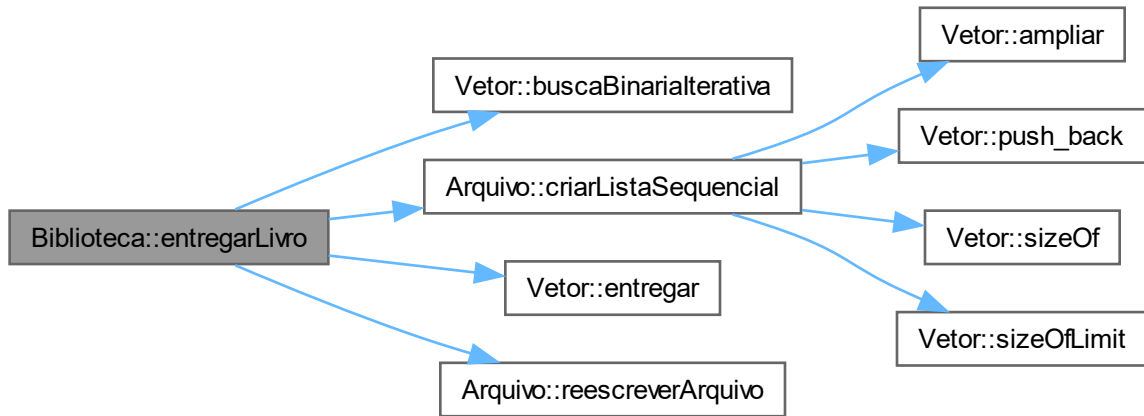 Biblioteca::entregarLivro
Vetor::buscaBinariaIterativa
Arquivo::criarListaSequencial
Vetor::entregar
Arquivo::reescreverArquivo
Vetor::ampliar
Vetor::push_back
Vetor::sizeOf
Vetor::sizeOfLimit